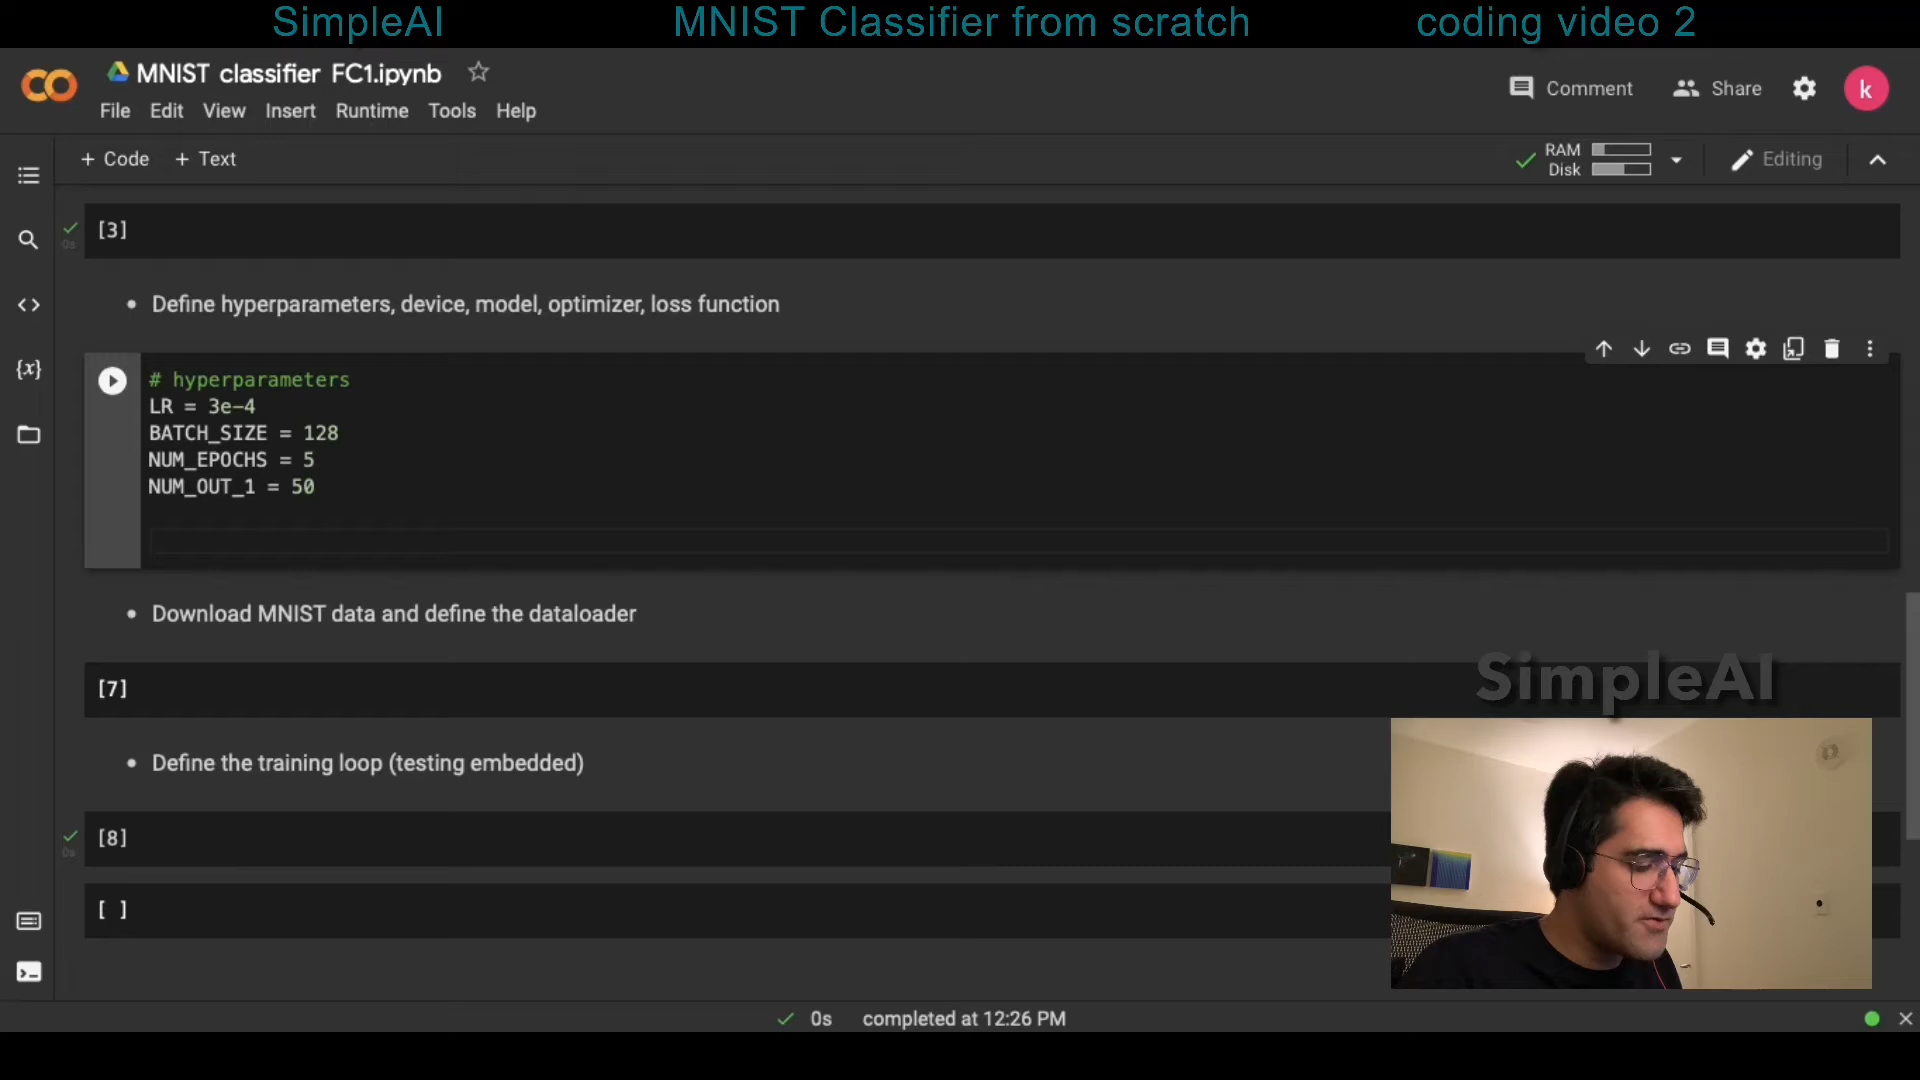 SimpleAI MNIST Classifier from scratch coding video 2
MNIST classifier FC1.ipynb
Comment Share k
File Edit View Insert Runtime Tools Help
+ Code + Text
RAM
Disk
Editing
[3]
0s
• Define hyperparameters, device, model, optimizer, loss function
# hyperparameters
LR = 3e-4
BATCH_SIZE = 128
NUM_EPOCHS = 5
NUM_OUT_1 = 50
• Download MNIST data and define the dataloader
[7]
SimpleAI
• Define the training loop (testing embedded)
[8]
0s
[ ]
0s completed at 12:26 PM